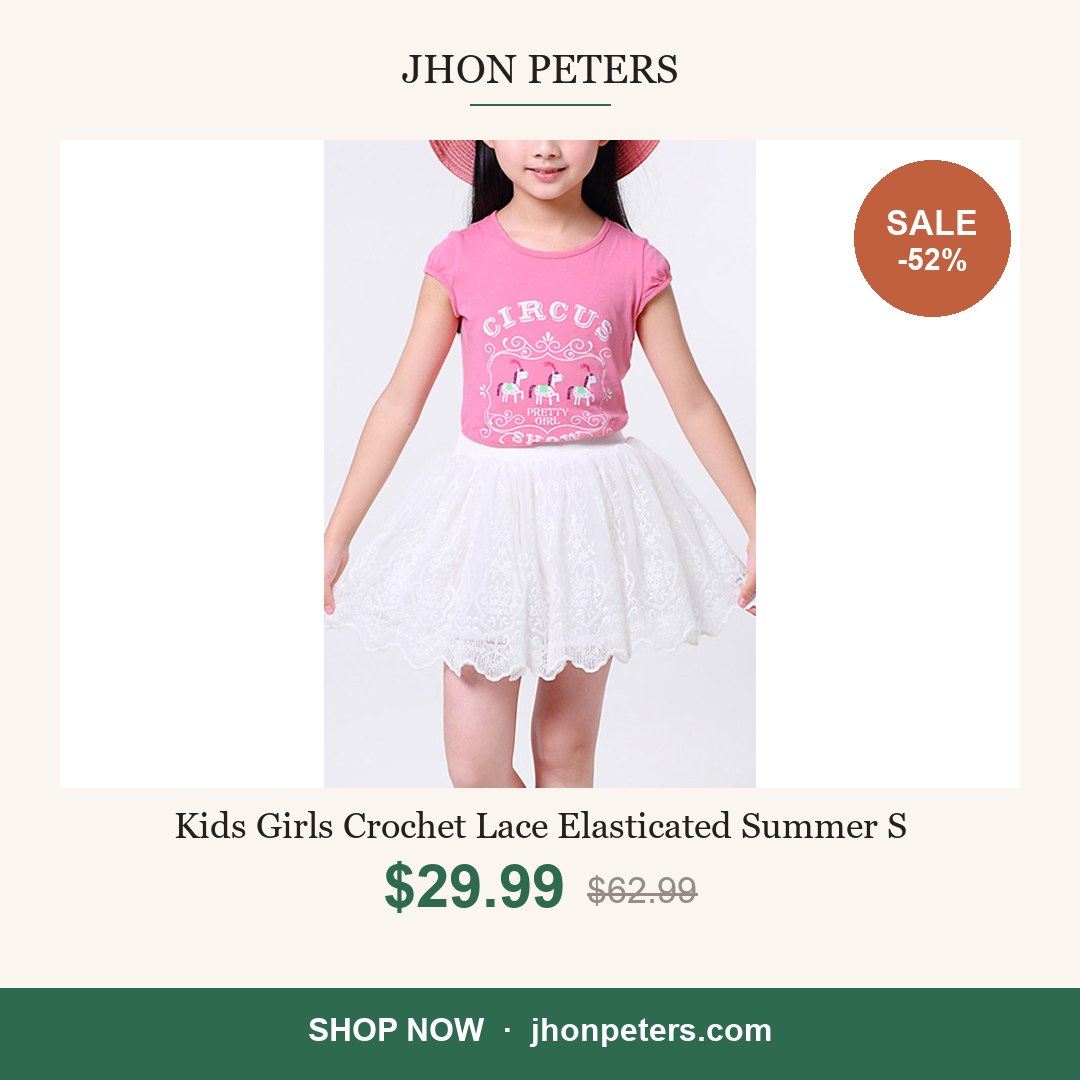 JHON PETERS
SALE
-52%
CIRCUS
PRETTY
GIRL
SHOW
Kids Girls Crochet Lace Elasticated Summer S
$29.99 $62.99
SHOP NOW · jhonpeters.com